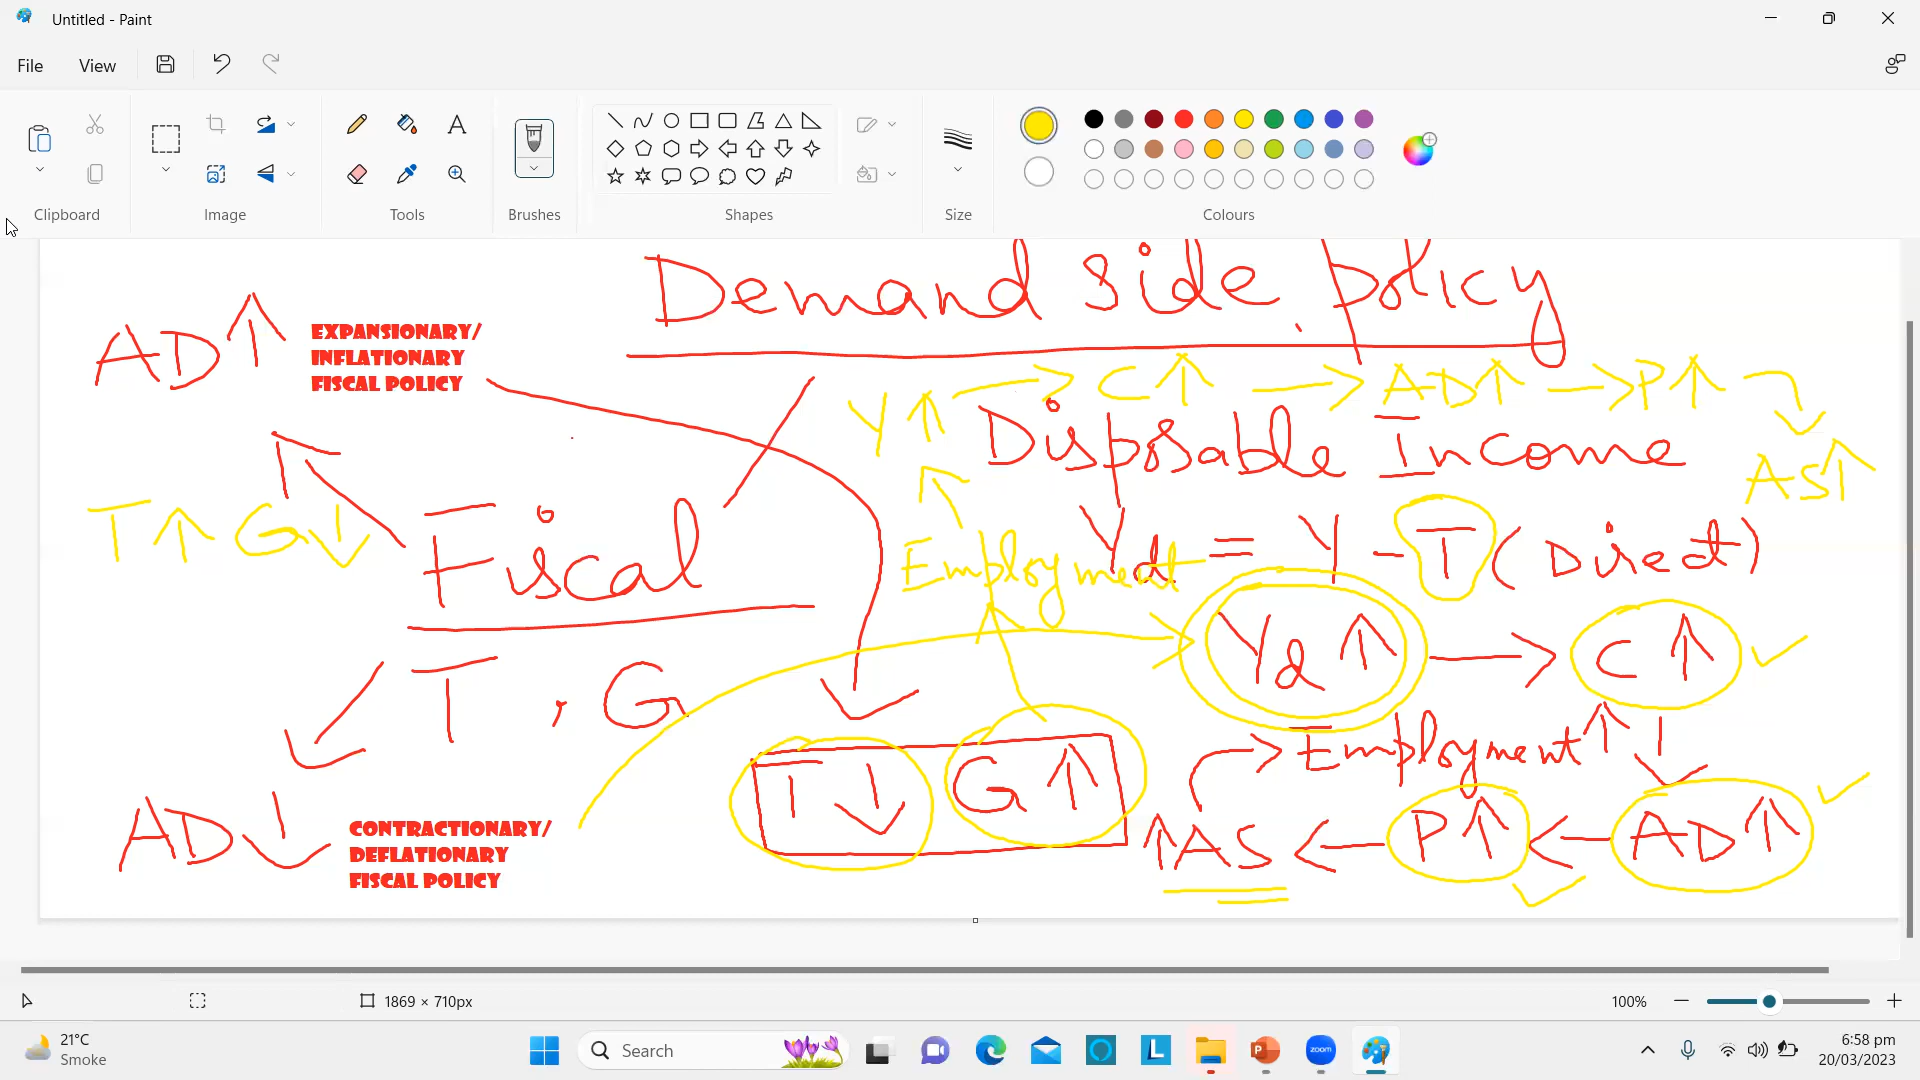 Untitled - Paint
File View
Clipboard Image Tools Brushes Shapes Size Colours
Demand side policy
AD↑ EXPANSIONARY/
INFLATIONARY
FISCAL POLICY
Y↑ → C↑ → AD↑ → P↑
AS↑
Disposable Income
T↑ G↓
Fiscal
Employment
Yd = Y - T (Direct)
Yd↑ → C↑
T, G
Employment↑
T↓ G↑
↑AS ← P↑ ← AD↑
AD↓ CONTRACTIONARY/
DEFLATIONARY
FISCAL POLICY
1869 × 710px
100%
21°C
Smoke
Search
L
zoom
6:58 pm
20/03/2023